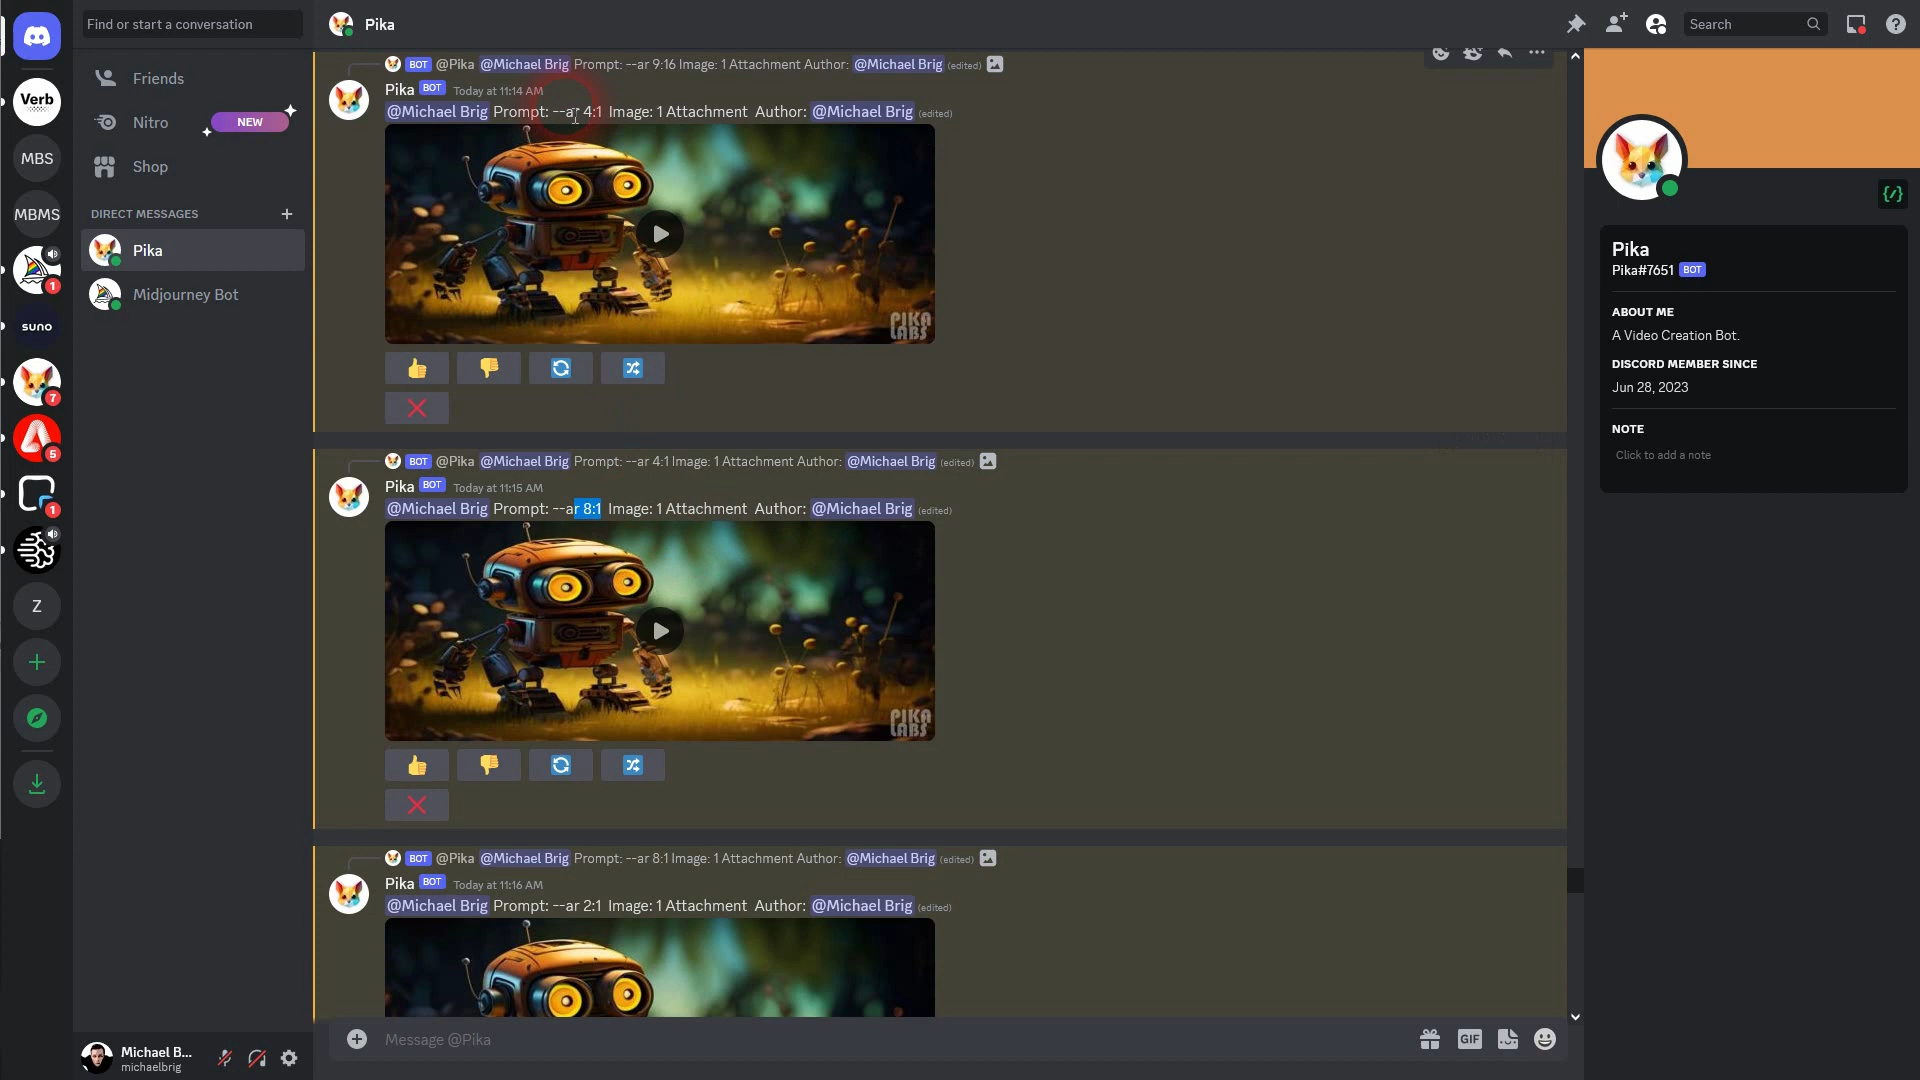 Find or start a conversation
Pika
Search
Verb
MBS
MBMS
suno
Z
1
7
5
1
Friends
Nitro
NEW
Shop
DIRECT MESSAGES
Pika
Midjourney Bot
BOT @Pika @Michael Brig Prompt: --ar 9:16 Image: 1 Attachment Author: @Michael Brig (edited)
Pika BOT Today at 11:14 AM
@Michael Brig Prompt: --ar 4:1 Image: 1 Attachment Author: @Michael Brig (edited)
PIKA
LABS
BOT @Pika @Michael Brig Prompt: --ar 4:1 Image: 1 Attachment Author: @Michael Brig (edited)
Pika BOT Today at 11:15 AM
@Michael Brig Prompt: --ar 8:1 Image: 1 Attachment Author: @Michael Brig (edited)
PIKA
LABS
BOT @Pika @Michael Brig Prompt: --ar 8:1 Image: 1 Attachment Author: @Michael Brig (edited)
Pika BOT Today at 11:16 AM
@Michael Brig Prompt: --ar 2:1 Image: 1 Attachment Author: @Michael Brig (edited)
Message @Pika
GIF
Michael B...
michaelbrig
Pika
Pika#7651 BOT
ABOUT ME
A Video Creation Bot.
DISCORD MEMBER SINCE
Jun 28, 2023
NOTE
Click to add a note